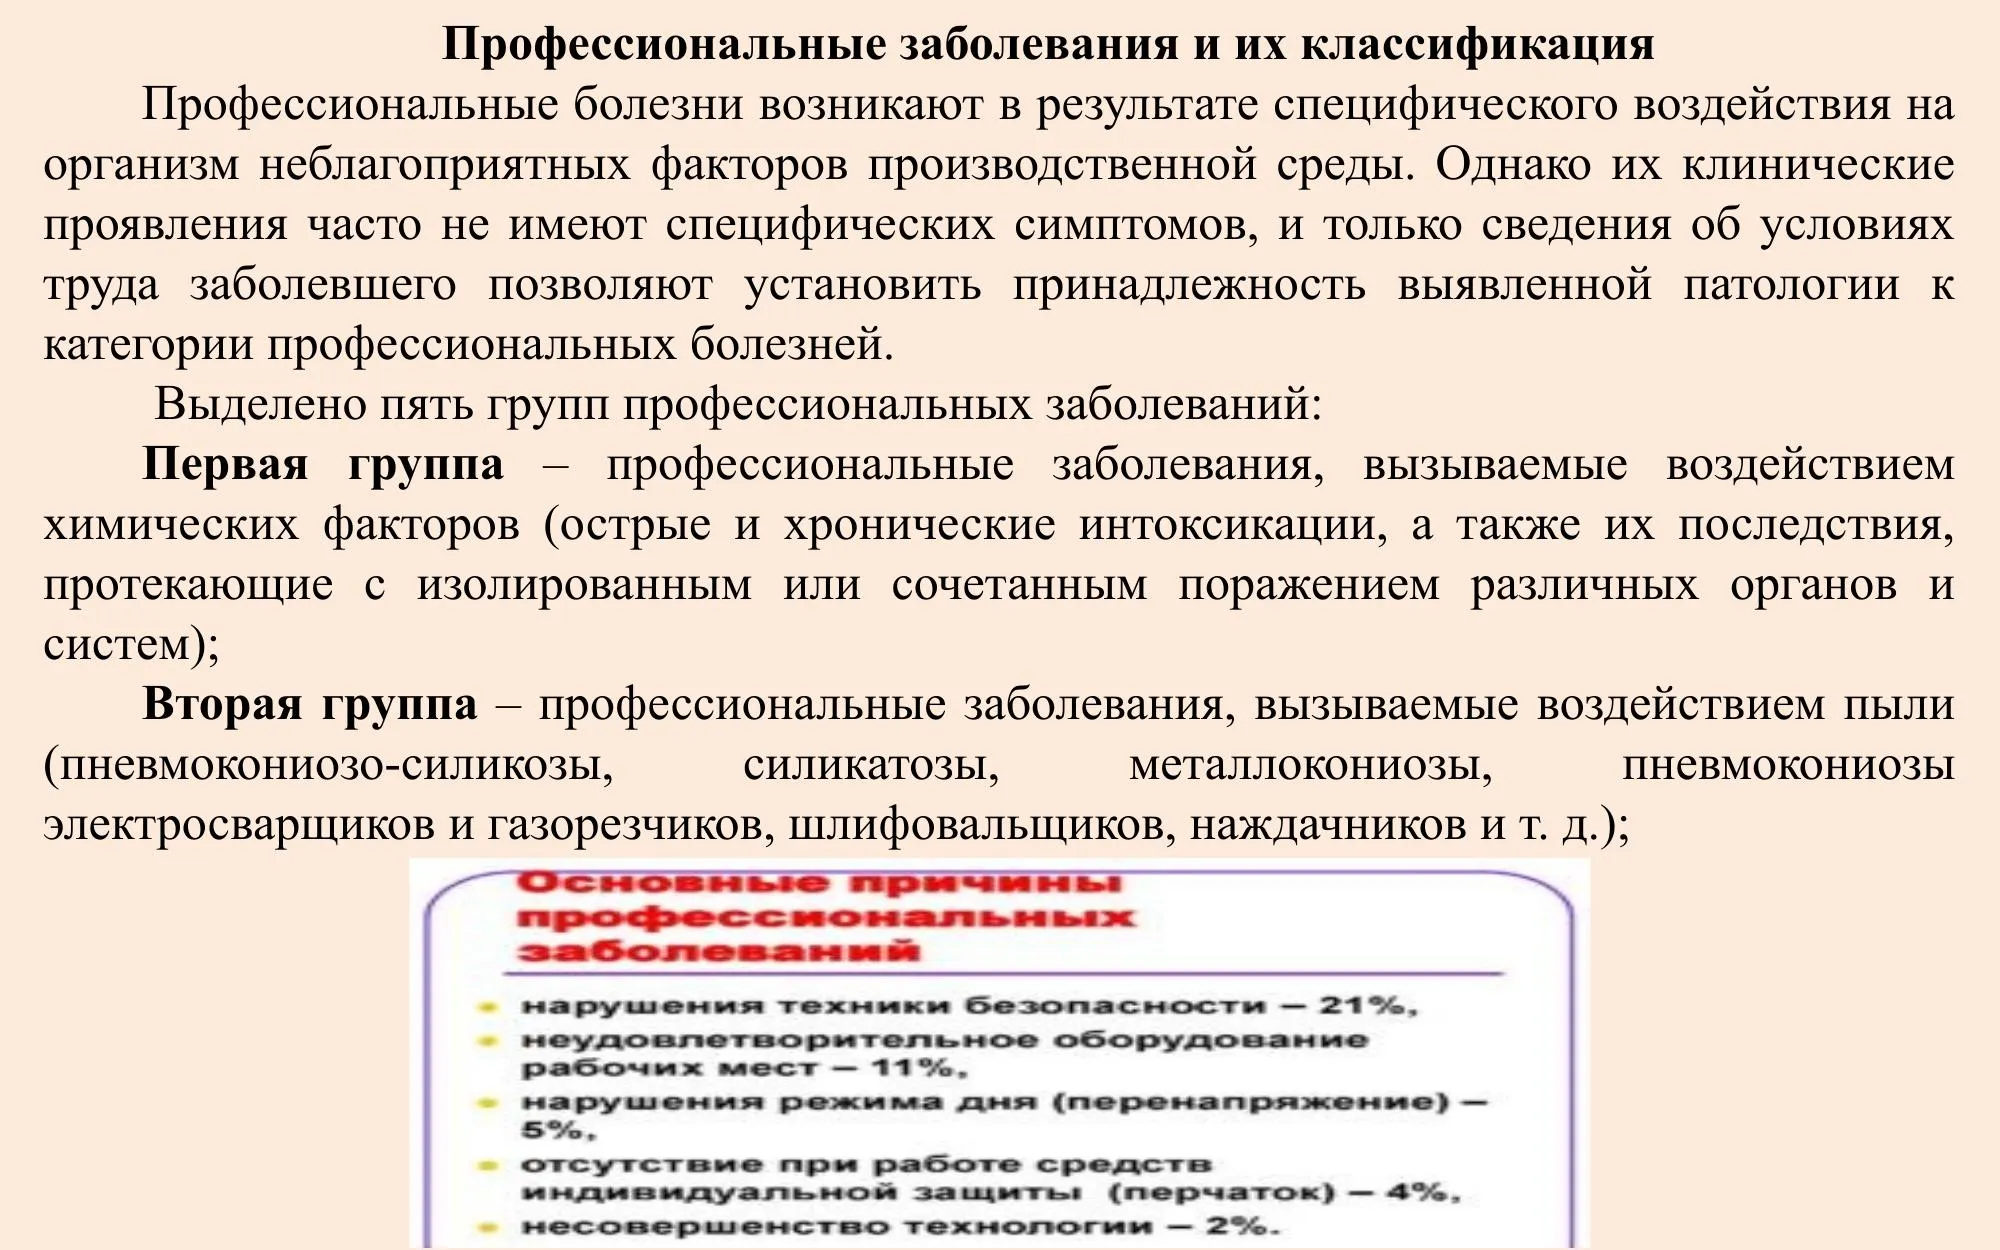 Профессиональные заболевания и их классификация
Профессиональные болезни возникают в результате специфического воздействия на
организм неблагоприятных факторов производственной среды. Однако их клинические
проявления часто не имеют специфических симптомов, и только сведения об условиях
труда заболевшего позволяют установить принадлежность выявленной патологии к
категории профессиональных болезней.
Выделено пять групп профессиональных заболеваний:
Первая группа – профессиональные заболевания, вызываемые воздействием
химических факторов (острые и хронические интоксикации, а также их последствия,
протекающие с изолированным или сочетанным поражением различных органов и
систем);
Вторая группа – профессиональные заболевания, вызываемые воздействием пыли
(пневмокониозо-силикозы, силикатозы, металлокониозы, пневмокониозы
электросварщиков и газорезчиков, шлифовальщиков, наждачников и т. д.);
Основные причины
профессиональных
заболеваний
нарушения техники безопасности – 21%,
неудовлетворительное оборудование
рабочих мест – 11%,
нарушения режима дня (перенапряжение) –
5%,
отсутствие при работе средств
индивидуальной защиты (перчаток) – 4%,
несовершенство технологии – 2%.